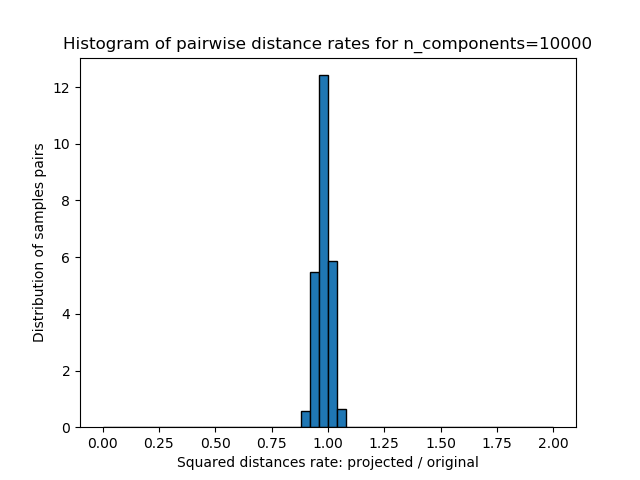 Histogram of pairwise distance rates for n_components=10000
Distribution of samples pairs
12
10
8
6
4
2
0
0.00 0.25 0.50 0.75 1.00 1.25 1.50 1.75 2.00
Squared distances rate: projected / original